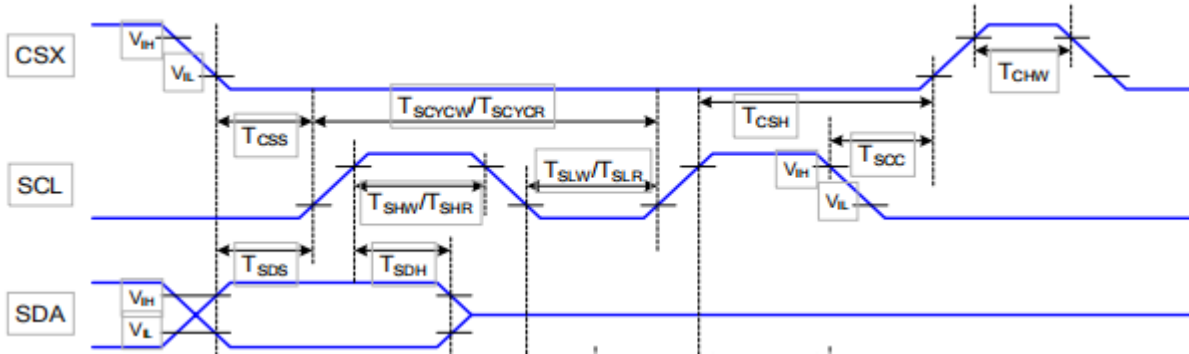 CSX
VIH
VIL
TCSS
TSCYCW/TSCYCR
TCSH
TCHW
TSCC
SCL
TSHW/TSHR
TSLW/TSLR
VIH
VIL
TSDS
TSDH
SDA
VIH
VIL